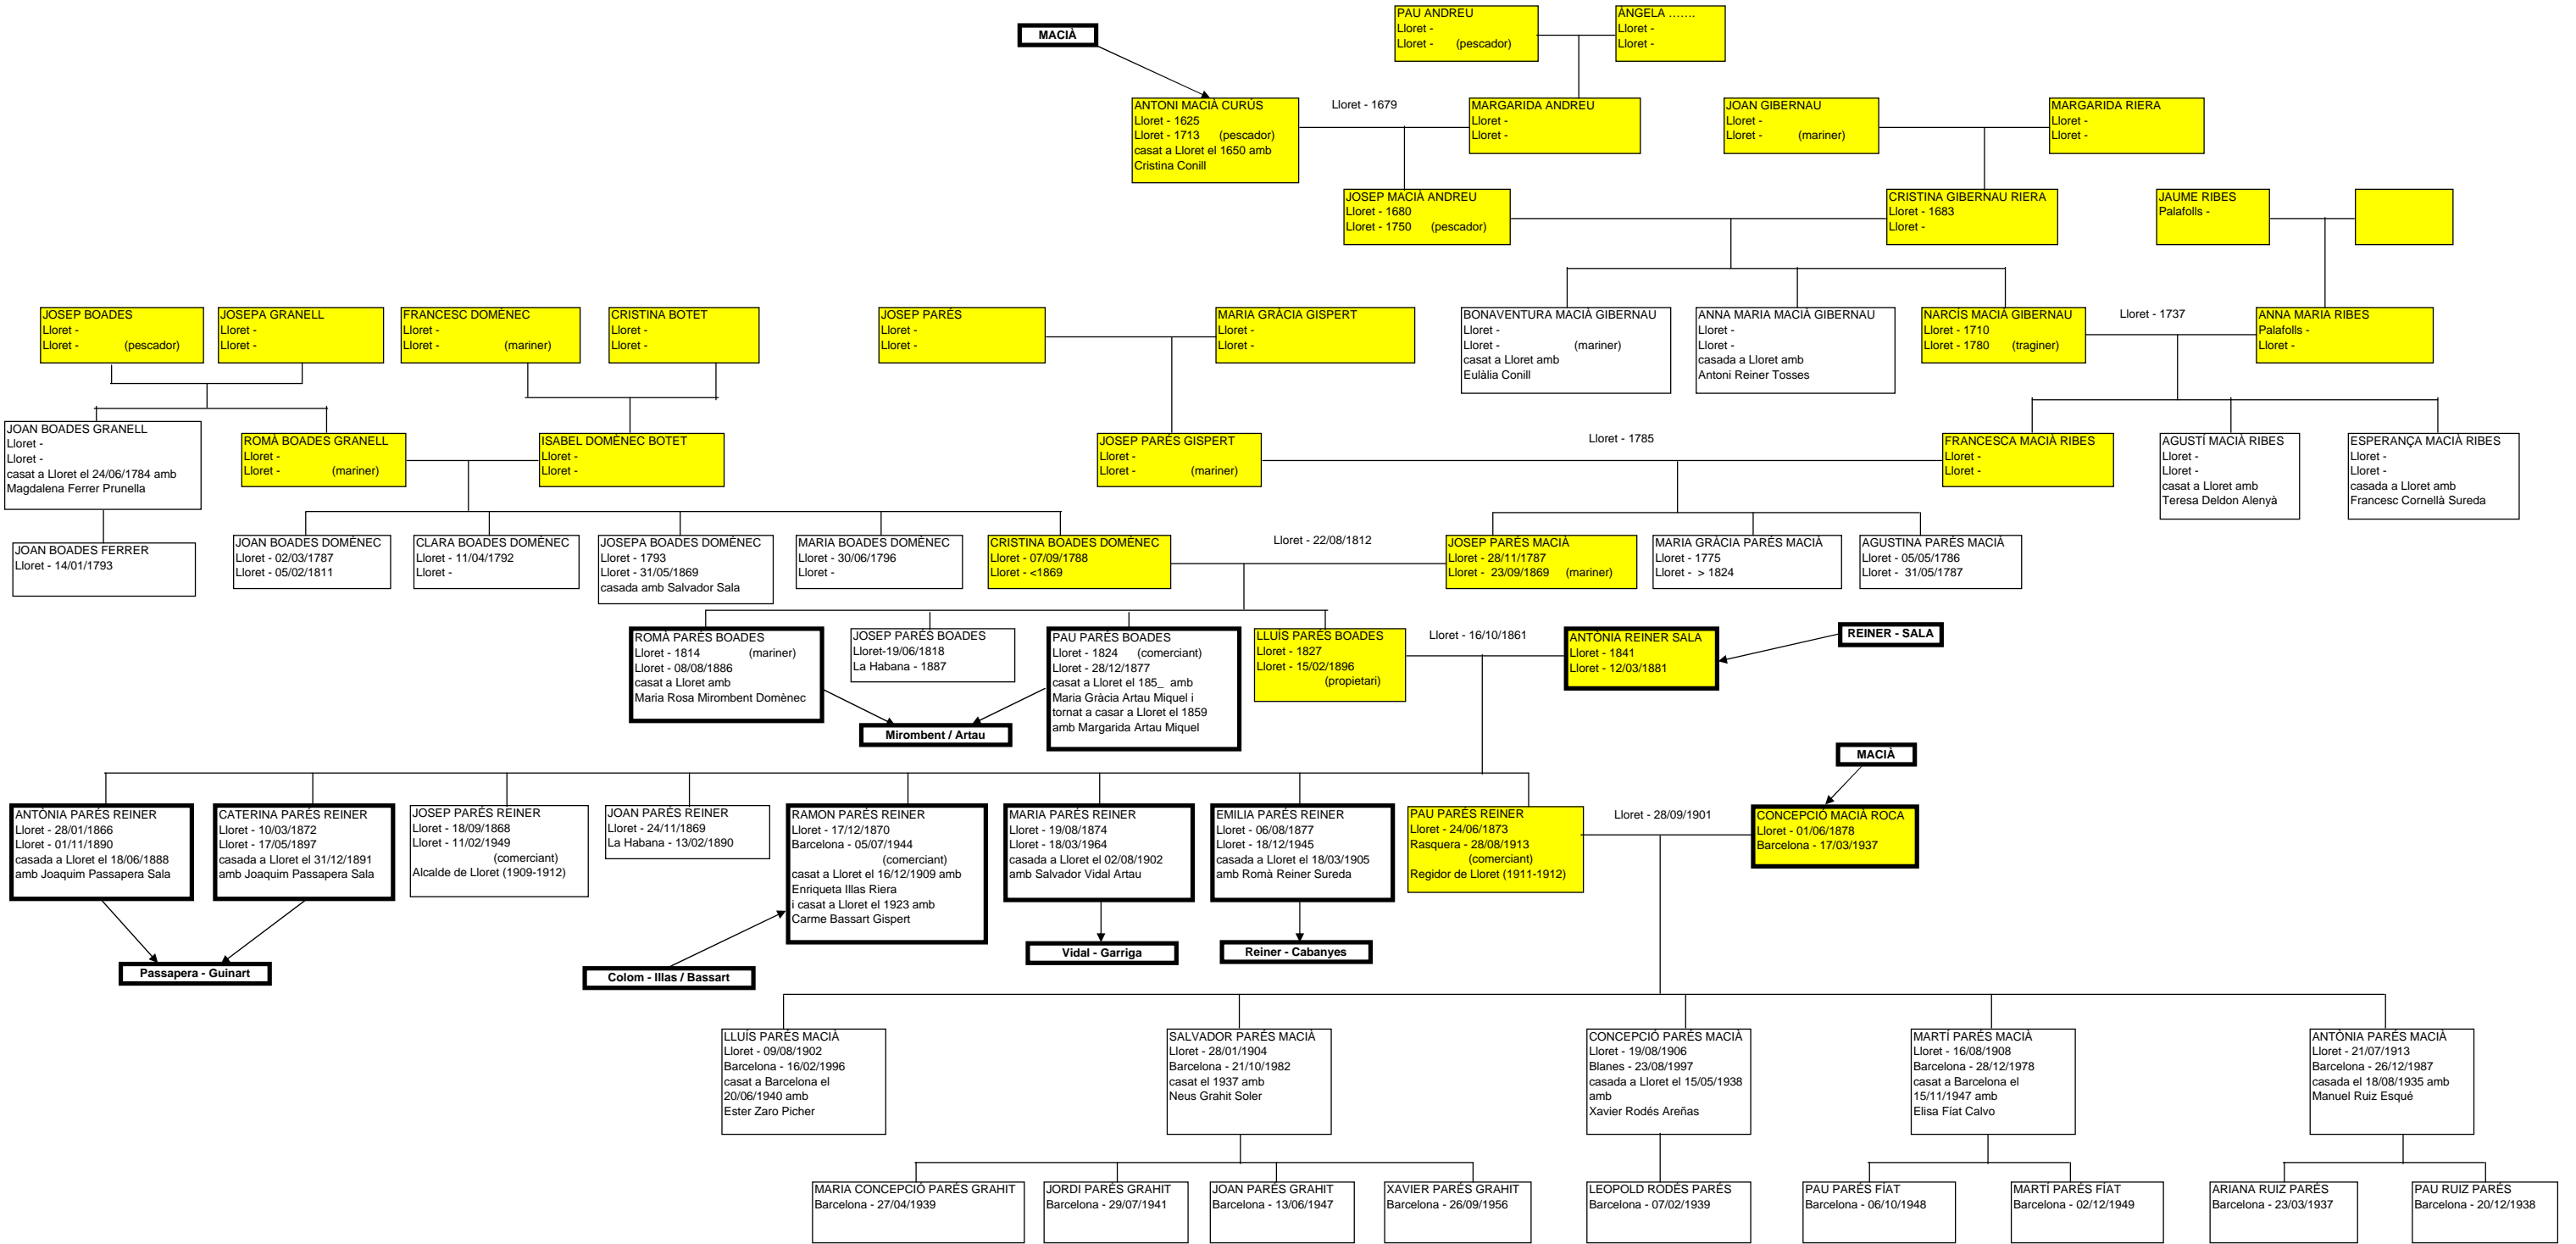 MACIÀ
PAU ANDREU
Lloret -
Lloret - (pescador)
ÀNGELA …….
Lloret -
Lloret -
ANTONI MACIÀ CURÚS
Lloret - 1625
Lloret - 1713 (pescador)
casat a Lloret el 1650 amb
Cristina Conill
Lloret - 1679
MARGARIDA ANDREU
Lloret -
Lloret -
JOAN GIBERNAU
Lloret -
Lloret - (mariner)
MARGARIDA RIERA
Lloret -
Lloret -
JOSEP MACIÀ ANDREU
Lloret - 1680
Lloret - 1750 (pescador)
CRISTINA GIBERNAU RIERA
Lloret - 1683
Lloret -
JAUME RIBES
Palafolls -
JOSEP BOADES
Lloret -
Lloret - (pescador)
JOSEPA GRANELL
Lloret -
Lloret -
FRANCESC DOMÈNEC
Lloret -
Lloret - (mariner)
CRISTINA BOTET
Lloret -
Lloret -
JOSEP PARÉS
Lloret -
Lloret -
MARIA GRÀCIA GISPERT
Lloret -
Lloret -
BONAVENTURA MACIÀ GIBERNAU
Lloret -
Lloret - (mariner)
casat a Lloret amb
Eulàlia Conill
ANNA MARIA MACIÀ GIBERNAU
Lloret -
Lloret -
casada a Lloret amb
Antoni Reiner Tosses
NARCÍS MACIÀ GIBERNAU
Lloret - 1710
Lloret - 1780 (traginer)
Lloret - 1737
ANNA MARIA RIBES
Palafolls -
Lloret -
JOAN BOADES GRANELL
Lloret -
Lloret -
casat a Lloret el 24/06/1784 amb
Magdalena Ferrer Prunella
ROMÀ BOADES GRANELL
Lloret -
Lloret - (mariner)
ISABEL DOMÈNEC BOTET
Lloret -
Lloret -
JOSEP PARÉS GISPERT
Lloret -
Lloret - (mariner)
Lloret - 1785
FRANCESCA MACIÀ RIBES
Lloret -
Lloret -
AGUSTÍ MACIÀ RIBES
Lloret -
Lloret -
casat a Lloret amb
Teresa Deldon Alenyà
ESPERANÇA MACIÀ RIBES
Lloret -
Lloret -
casada a Lloret amb
Francesc Cornellà Sureda
JOAN BOADES FERRER
Lloret - 14/01/1793
JOAN BOADES DOMÈNEC
Lloret - 02/03/1787
Lloret - 05/02/1811
CLARA BOADES DOMÈNEC
Lloret - 11/04/1792
Lloret -
JOSEPA BOADES DOMÈNEC
Lloret - 1793
Lloret - 31/05/1869
casada amb Salvador Sala
MARIA BOADES DOMÈNEC
Lloret - 30/06/1796
Lloret -
CRISTINA BOADES DOMÈNEC
Lloret - 07/09/1788
Lloret - <1869
Lloret - 22/08/1812
JOSEP PARÉS MACIÀ
Lloret - 28/11/1787
Lloret - 23/09/1869 (mariner)
MARIA GRÀCIA PARÉS MACIÀ
Lloret - 1775
Lloret - > 1824
AGUSTINA PARÉS MACIÀ
Lloret - 05/05/1786
Lloret - 31/05/1787
ROMÀ PARÉS BOADES
Lloret - 1814 (mariner)
Lloret - 08/08/1886
casat a Lloret amb
Maria Rosa Mirombent Domènec
JOSEP PARÉS BOADES
Lloret-19/06/1818
La Habana - 1887
PAU PARÉS BOADES
Lloret - 1824 (comerciant)
Lloret - 28/12/1877
casat a Lloret el 185_ amb
Maria Gràcia Artau Miquel i
tornat a casar a Lloret el 1859
amb Margarida Artau Miquel
LLUÍS PARÉS BOADES
Lloret - 1827
Lloret - 15/02/1896
(propietari)
Lloret - 16/10/1861
ANTÒNIA REINER SALA
Lloret - 1841
Lloret - 12/03/1881
REINER - SALA
Mirombent / Artau
MACIÀ
ANTÒNIA PARÉS REINER
Lloret - 28/01/1866
Lloret - 01/11/1890
casada a Lloret el 18/06/1888
amb Joaquim Passapera Sala
CATERINA PARÉS REINER
Lloret - 10/03/1872
Lloret - 17/05/1897
casada a Lloret el 31/12/1891
amb Joaquim Passapera Sala
JOSEP PARÉS REINER
Lloret - 18/09/1868
Lloret - 11/02/1949
(comerciant)
Alcalde de Lloret (1909-1912)
JOAN PARÉS REINER
Lloret - 24/11/1869
La Habana - 13/02/1890
RAMON PARÉS REINER
Lloret - 17/12/1870
Barcelona - 05/07/1944
(comerciant)
casat a Lloret el 16/12/1909 amb
Enriqueta Illas Riera
i casat a Lloret el 1923 amb
Carme Bassart Gispert
MARIA PARÉS REINER
Lloret - 19/08/1874
Lloret - 18/03/1964
casada a Lloret el 02/08/1902
amb Salvador Vidal Artau
EMILIA PARÉS REINER
Lloret - 06/08/1877
Lloret - 18/12/1945
casada a Lloret el 18/03/1905
amb Romà Reiner Sureda
PAU PARÉS REINER
Lloret - 24/06/1873
Rasquera - 28/08/1913
(comerciant)
Regidor de Lloret (1911-1912)
Lloret - 28/09/1901
CONCEPCIÓ MACIÀ ROCA
Lloret - 01/06/1878
Barcelona - 17/03/1937
Passapera - Guinart
Colom - Illas / Bassart
Vidal - Garriga
Reiner - Cabanyes
LLUÍS PARÉS MACIÀ
Lloret - 09/08/1902
Barcelona - 16/02/1996
casat a Barcelona el
20/06/1940 amb
Ester Zaro Picher
SALVADOR PARÉS MACIÀ
Lloret - 28/01/1904
Barcelona - 21/10/1982
casat el 1937 amb
Neus Grahit Soler
CONCEPCIÓ PARÉS MACIÀ
Lloret - 19/08/1906
Blanes - 23/08/1997
casada a Lloret el 15/05/1938
amb
Xavier Rodés Areñas
MARTÍ PARÉS MACIÀ
Lloret - 16/08/1908
Barcelona - 28/12/1978
casat a Barcelona el
15/11/1947 amb
Elisa Fíat Calvo
ANTÒNIA PARÉS MACIÀ
Lloret - 21/07/1913
Barcelona - 26/12/1987
casada el 18/08/1935 amb
Manuel Ruiz Esqué
MARIA CONCEPCIÓ PARÉS GRAHIT
Barcelona - 27/04/1939
JORDI PARÉS GRAHIT
Barcelona - 29/07/1941
JOAN PARÉS GRAHIT
Barcelona - 13/06/1947
XAVIER PARÉS GRAHIT
Barcelona - 26/09/1956
LEOPOLD RODÉS PARÉS
Barcelona - 07/02/1939
PAU PARÉS FÍAT
Barcelona - 06/10/1948
MARTÍ PARÉS FÍAT
Barcelona - 02/12/1949
ARIANA RUIZ PARÉS
Barcelona - 23/03/1937
PAU RUIZ PARÉS
Barcelona - 20/12/1938